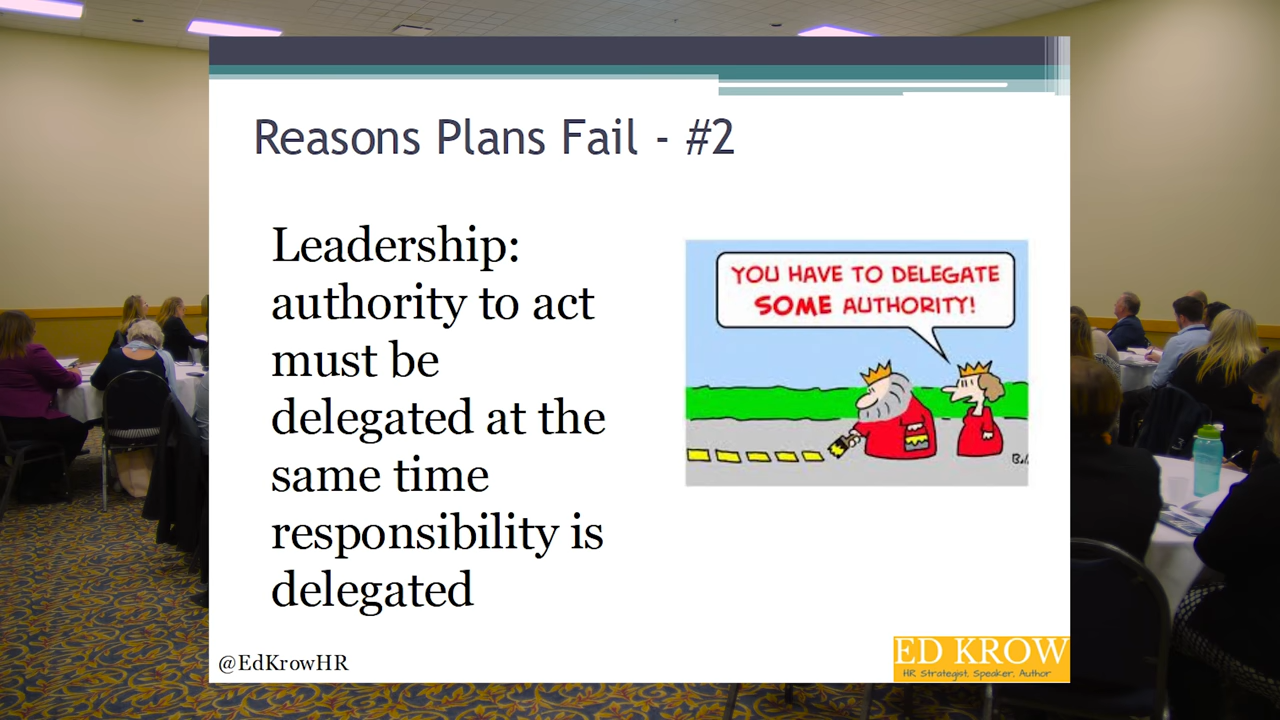 Reasons Plans Fail - #2
Leadership:
authority to act
must be
delegated at the
same time
responsibility is
delegated
YOU HAVE TO DELEGATE
SOME AUTHORITY!
@EdKrowHR
ED KROW
HR Strategist, Speaker, Author